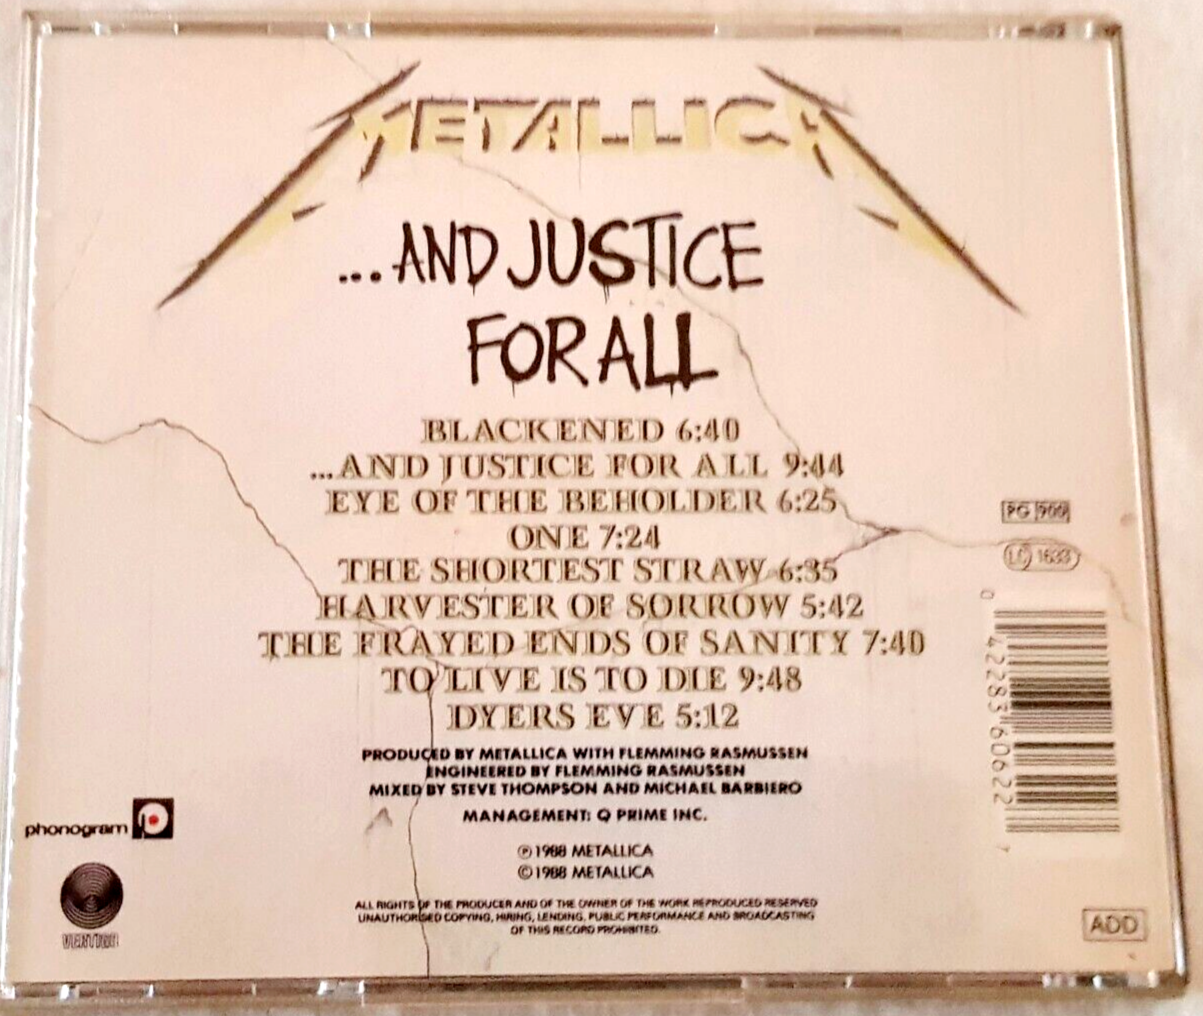 METALLICA
...AND JUSTICE
FOR ALL
BLACKENED 6:40
...AND JUSTICE FOR ALL 9:44
EYE OF THE BEHOLDER 6:25
ONE 7:24
THE SHORTEST STRAW 6:35
HARVESTER OF SORROW 5:42
THE FRAYED ENDS OF SANITY 7:40
TO LIVE IS TO DIE 9:48
DYERS EVE 5:12
PRODUCED BY METALLICA WITH FLEMMING RASMUSSEN
ENGINEERED BY FLEMMING RASMUSSEN
MIXED BY STEVE THOMPSON AND MICHAEL BARBIERO
MANAGEMENT: Q PRIME INC.
℗ 1988 METALLICA
© 1988 METALLICA
ALL RIGHTS OF THE PRODUCER AND OF THE OWNER OF THE WORK REPRODUCED RESERVED
UNAUTHORISED COPYING, HIRING, LENDING, PUBLIC PERFORMANCE AND BROADCASTING
OF THIS RECORD PROHIBITED.
phonogram
VERTIGO
PG 900
LC 1633
0 42283 60622 7
ADD